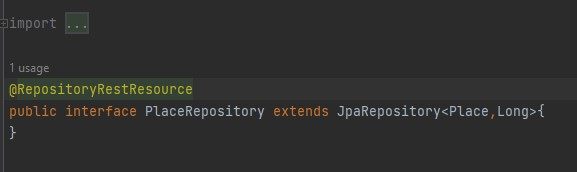 import ...
1 usage
@RepositoryRestResource
public interface PlaceRepository extends JpaRepository<Place,Long>{
}